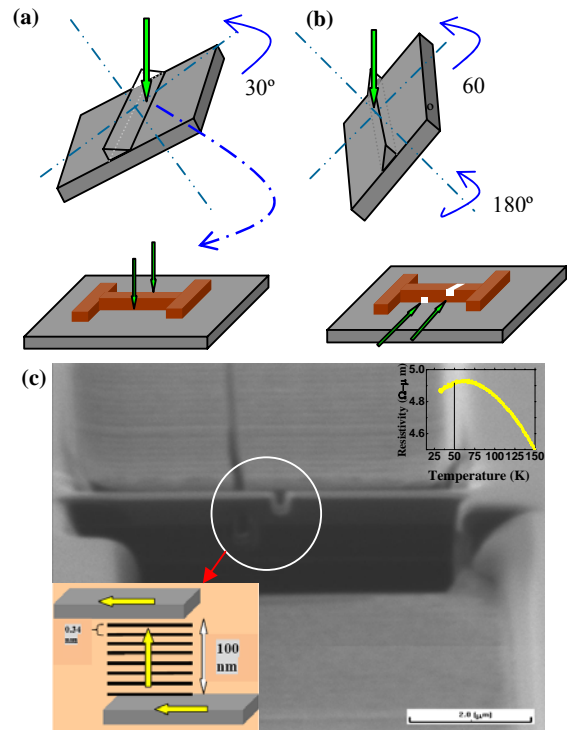 (a)
(b)
30º
60
o
180º
(c)
Resistivity (Ω–μ m)
5.0
4.8
4.6
25 50 75 100 125 150
Temperature (K)
0.34
nm
100
nm
2.0 (μm)